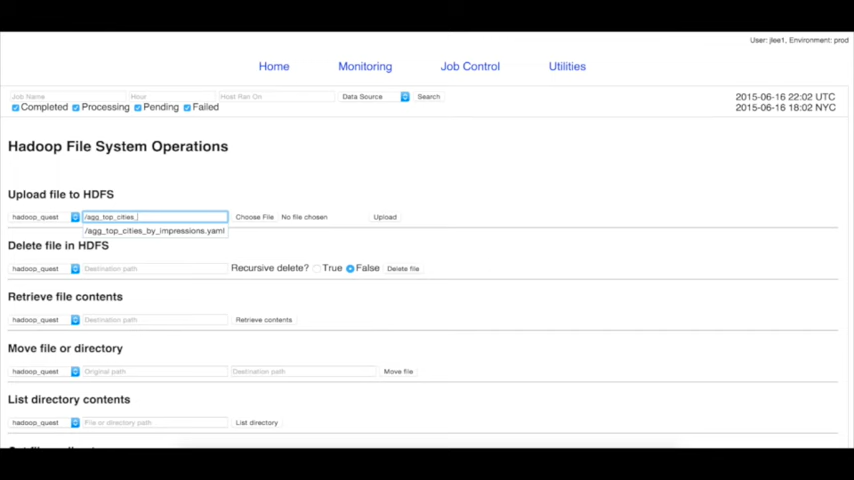 User: jlee1, Environment: prod
Home Monitoring Job Control Utilities
Job Name Hour Host Ran On Data Source Search
Completed Processing Pending Failed
2015-06-16 22:02 UTC
2015-06-16 18:02 NYC
Hadoop File System Operations
Upload file to HDFS
hadoop_quest /agg_top_cities_ Choose File No file chosen Upload
/agg_top_cities_by_impressions.yaml
Delete file in HDFS
hadoop_quest Destination path Recursive delete? True False Delete file
Retrieve file contents
hadoop_quest Destination path Retrieve contents
Move file or directory
hadoop_quest Original path Destination path Move file
List directory contents
hadoop_quest File or directory path List directory